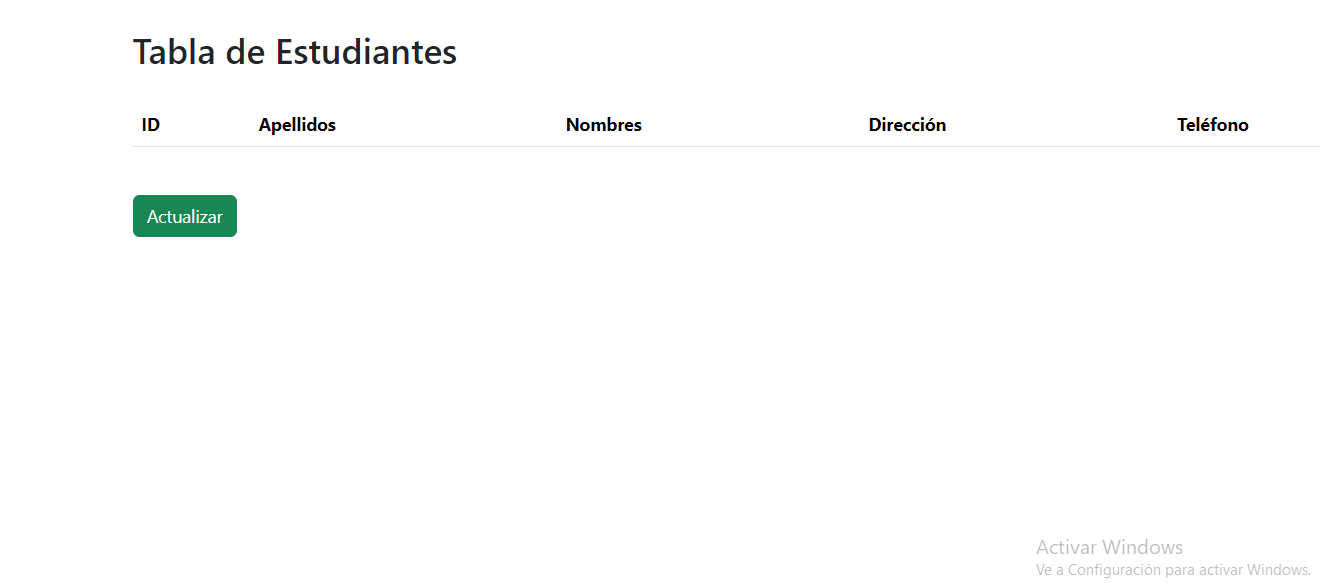 Tabla de Estudiantes
ID Apellidos Nombres Dirección Teléfono
Actualizar
Activar Windows
Ve a Configuración para activar Windows.